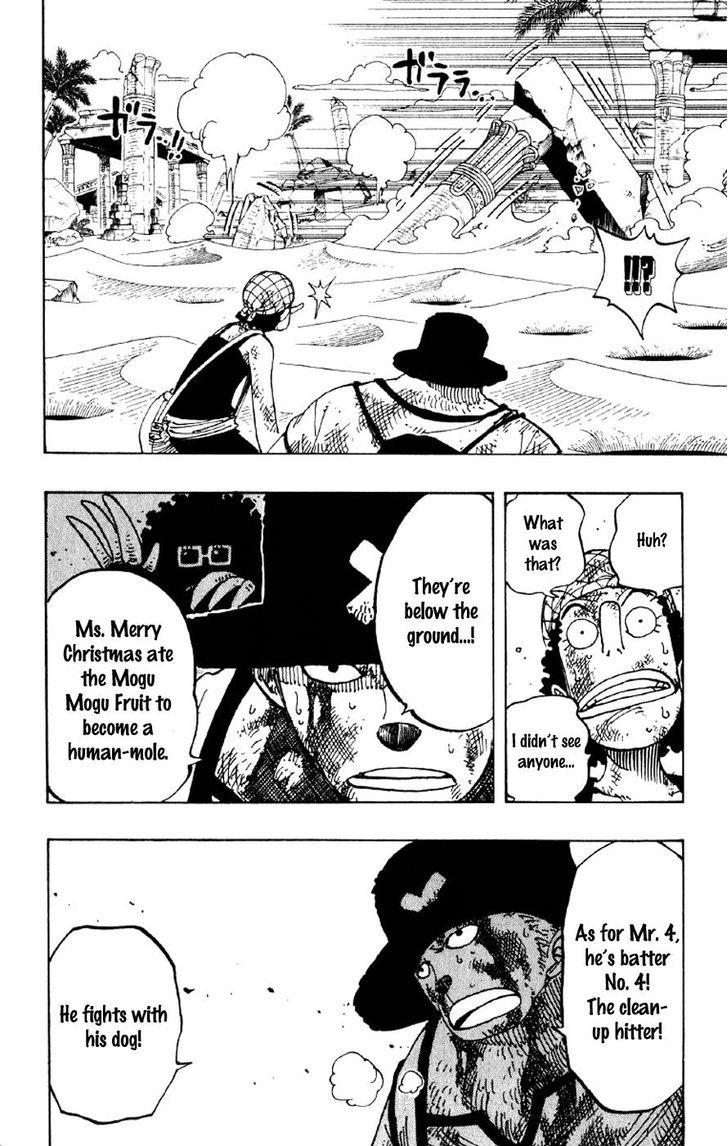 ガララ...
ガラ..!!
!!?
Huh?
What
was
that?
I didn't see
anyone...
They're
below the
ground...!
Ms. Merry
Christmas ate
the Mogu
Mogu Fruit to
become a
human-mole.
As for Mr. 4,
he's batter
No. 4!
The clean-
up hitter!
He fights with
his dog!